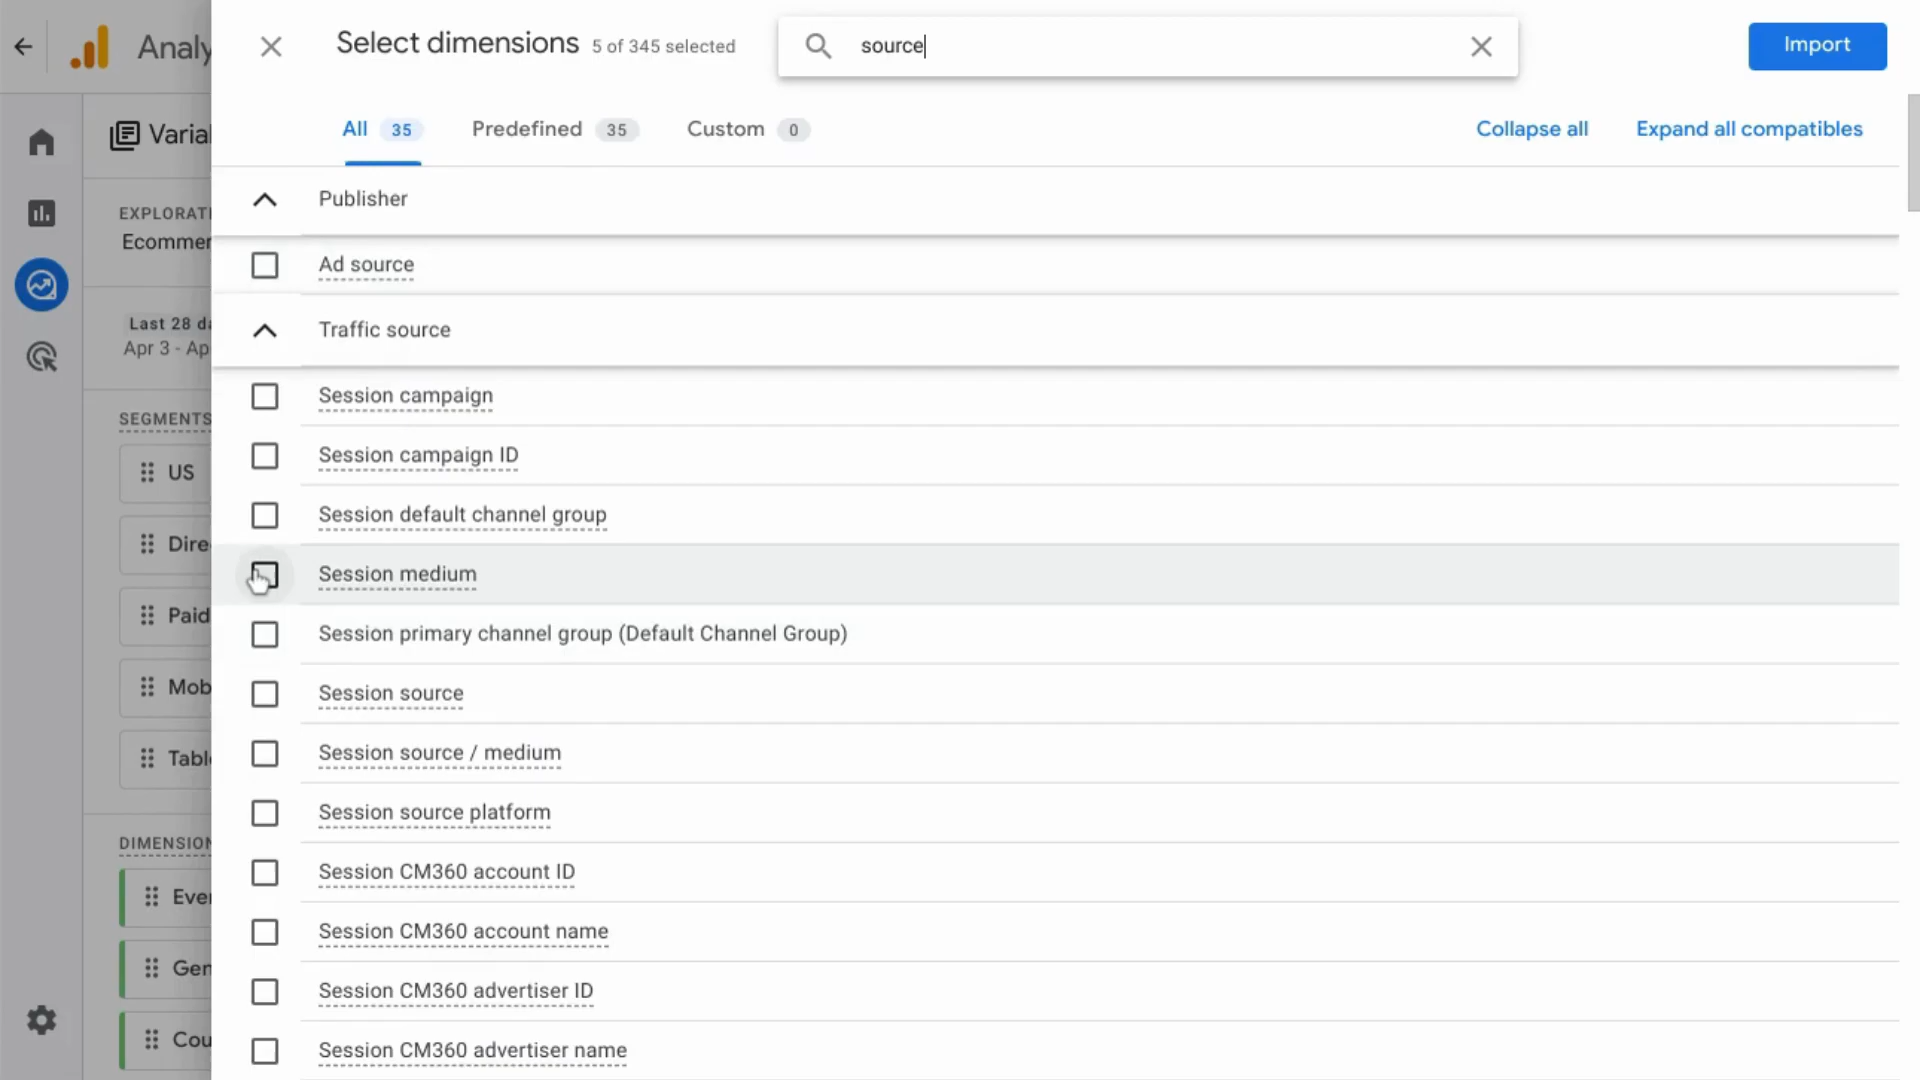 Analy
Select dimensions 5 of 345 selected
source
Import
All 35
Predefined 35
Custom 0
Collapse all
Expand all compatibles
Varial
EXPLORATI
Ecommer
Last 28 da
Apr 3 - Ap
SEGMENTS
US
Dire
Paid
Mob
Table
DIMENSION
Ever
Gen
Cou
Publisher
Ad source
Traffic source
Session campaign
Session campaign ID
Session default channel group
Session medium
Session primary channel group (Default Channel Group)
Session source
Session source / medium
Session source platform
Session CM360 account ID
Session CM360 account name
Session CM360 advertiser ID
Session CM360 advertiser name